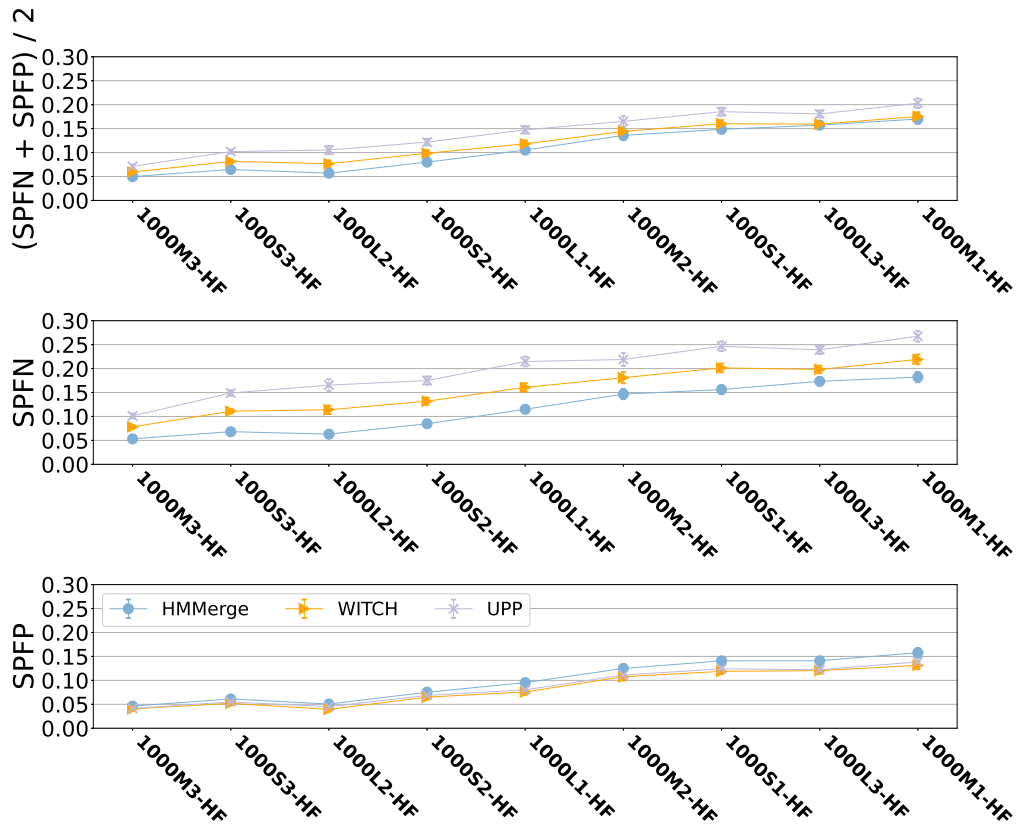 (SPFN + SPFP) / 2
0.30
0.25
0.20
0.15
0.10
0.05
0.00
1000M3-HF
1000S3-HF
1000L2-HF
1000S2-HF
1000L1-HF
1000M2-HF
1000S1-HF
1000L3-HF
1000M1-HF
SPFN
0.30
0.25
0.20
0.15
0.10
0.05
0.00
1000M3-HF
1000S3-HF
1000L2-HF
1000S2-HF
1000L1-HF
1000M2-HF
1000S1-HF
1000L3-HF
1000M1-HF
SPFP
0.30
0.25
0.20
0.15
0.10
0.05
0.00
HMMerge
WITCH
UPP
1000M3-HF
1000S3-HF
1000L2-HF
1000S2-HF
1000L1-HF
1000M2-HF
1000S1-HF
1000L3-HF
1000M1-HF